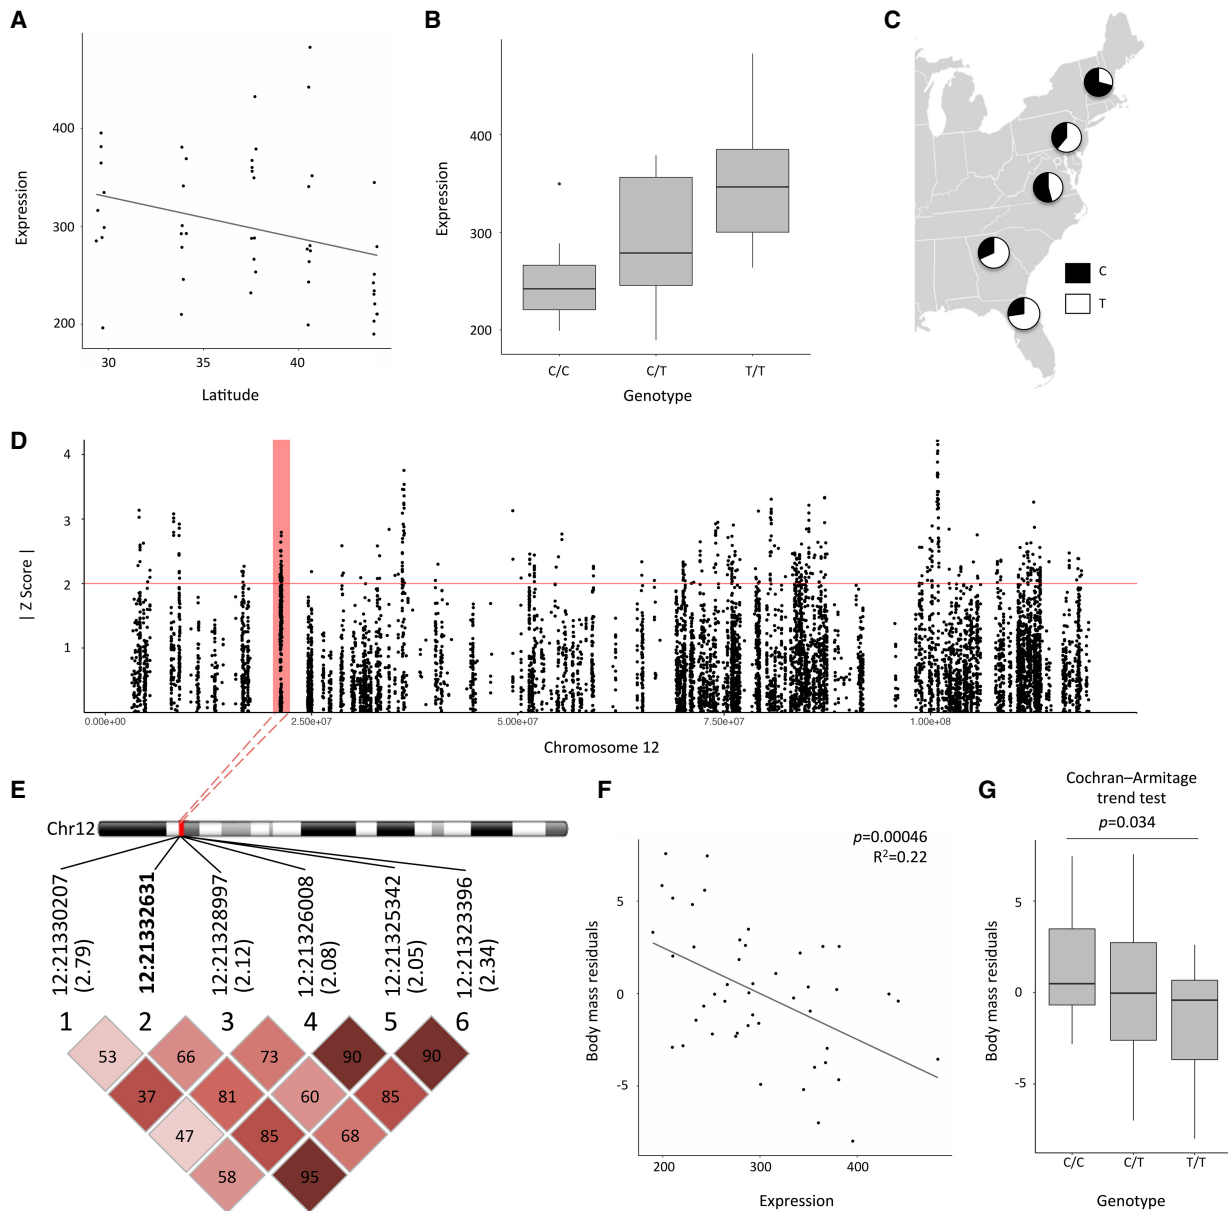 A
Expression
400
300
200
30
35
40
Latitude
B
Expression
400
300
200
C/C
C/T
T/T
Genotype
C
C
T
D
| Z Score |
4
3
2
1
0.000e+00
2.50e+07
5.00e+07
7.50e+07
1.00e+08
Chromosome 12
E
Chr12
12:21330207
(2.79)
12:21332631
12:21328997
(2.12)
12:21326008
(2.08)
12:21325342
(2.05)
12:21323396
(2.34)
1
2
3
4
5
6
53
66
73
90
90
37
81
60
85
47
85
68
58
95
F
p=0.00046
R²=0.22
Body mass residuals
5
0
-5
200
300
400
Expression
G
Cochran–Armitage
trend test
p=0.034
Body mass residuals
5
0
-5
C/C
C/T
T/T
Genotype